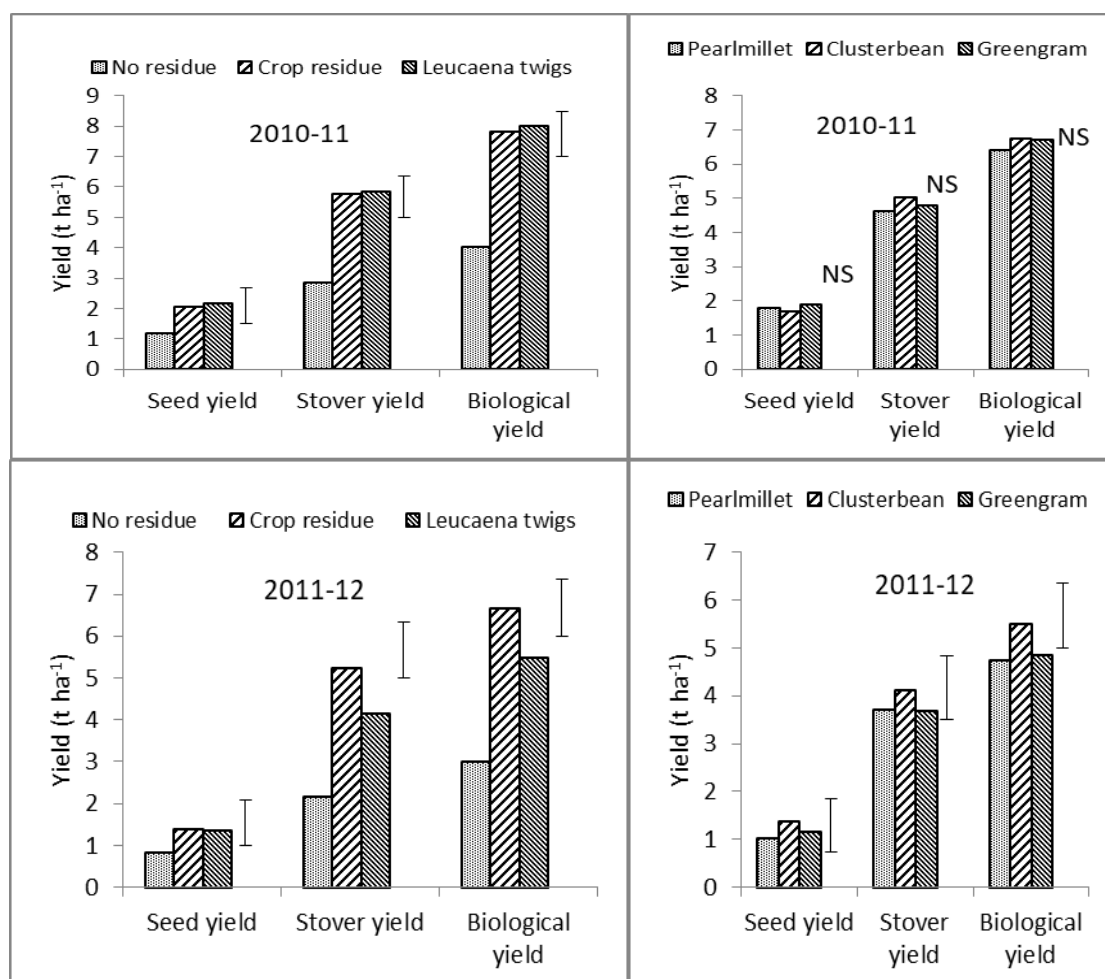 No residue Crop residue Leucaena twigs
2010-11
Yield (t ha⁻¹)
9
8
7
6
5
4
3
2
1
0
Seed yield Stover yield Biological
yield
Pearlmillet Clusterbean Greengram
2010-11
Yield (t ha⁻¹)
8
7
6
5
4
3
2
1
0
NS
NS
NS
Seed yield Stover Biological
yield yield
No residue Crop residue Leucaena twigs
2011-12
Yield (t ha⁻¹)
8
7
6
5
4
3
2
1
0
Seed yield Stover yield Biological
yield
Pearlmillet Clusterbean Greengram
2011-12
Yield (t ha⁻¹)
7
6
5
4
3
2
1
0
Seed yield Stover Biological
yield yield